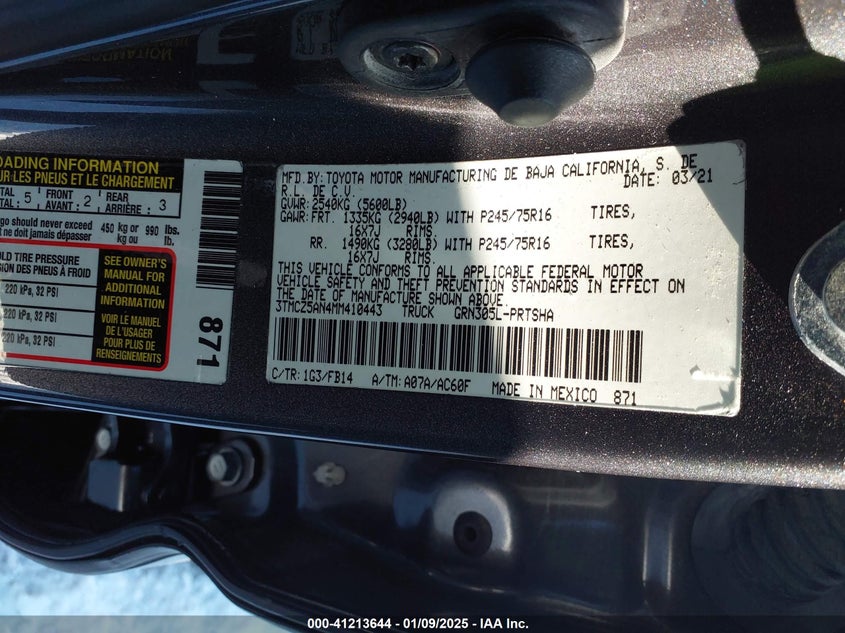 OADING INFORMATION
UR LES PNEUS ET LE CHARGEMENT
TAL 5 FRONT AVANT: 2 REAR ARRIÈRE: 3
rgo should never exceed 450 kg or 990 lbs.
t ne doit jamais dépasser kg ou lb.
LD TIRE PRESSURE
SION DES PNEUS À FROID
220 kPa, 32 PSI
220 kPa, 32 PSI
220 kPa, 32 PSI
SEE OWNER'S
MANUAL FOR
ADDITIONAL
INFORMATION
VOIR LE MANUEL
DE L'USAGER
POUR PLUS DE
RENSEIGNEMENTS
871
MFD.BY:TOYOTA MOTOR MANUFACTURING DE BAJA CALIFORNIA, S. DE
R.L. DE C.V. DATE: 03/21
GVWR:2540KG (5600LB)
GAWR:FRT. 1335KG (2940LB) WITH P245/75R16 TIRES,
16X7J RIMS
RR. 1490KG (3280LB) WITH P245/75R16 TIRES,
16X7J RIMS.
THIS VEHICLE CONFORMS TO ALL APPLICABLE FEDERAL MOTOR
VEHICLE SAFETY AND THEFT PREVENTION STANDARDS IN EFFECT ON
THE DATE OF MANUFACTURE SHOWN ABOVE.
3TMCZ5AN4MM410443 TRUCK GRN305L-PRTSHA
C/TR: 1G3/FB14 A/TM: A07A/AC60F MADE IN MEXICO 871
000-41213644 / 01/09/2025 - IAA Inc.